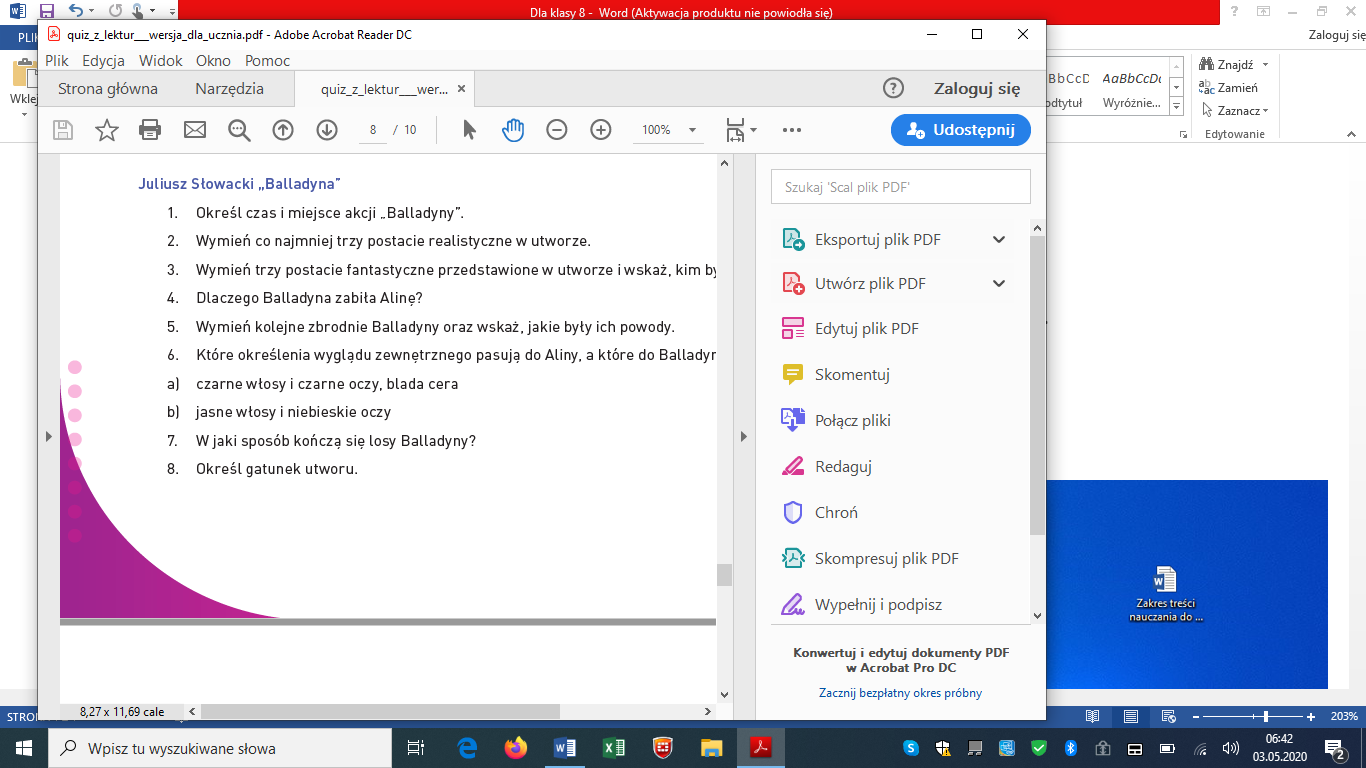 Dla klasy 8 - Word (Aktywacja produktu nie powiodła się)
Zaloguj się
quiz_z_lektur___wersja_dla_ucznia.pdf - Adobe Acrobat Reader DC
Plik Edycja Widok Okno Pomoc
Strona główna Narzędzia quiz_z_lektur___wer... Zaloguj się
8 / 10 100% Udostępnij
Znajdź
Zamień
Zaznacz
Edytowanie
AaBbCcDc
Wyróżnie...
Juliusz Słowacki „Balladyna”
1. Określ czas i miejsce akcji „Balladyny”.
2. Wymień co najmniej trzy postacie realistyczne w utworze.
3. Wymień trzy postacie fantastyczne przedstawione w utworze i wskaż, kim by
4. Dlaczego Balladyna zabiła Alinę?
5. Wymień kolejne zbrodnie Balladyny oraz wskaż, jakie były ich powody.
6. Które określenia wyglądu zewnętrznego pasują do Aliny, a które do Balladyn
a) czarne włosy i czarne oczy, blada cera
b) jasne włosy i niebieskie oczy
7. W jaki sposób kończą się losy Balladyny?
8. Określ gatunek utworu.
Szukaj 'Scal plik PDF'
Eksportuj plik PDF
Utwórz plik PDF
Edytuj plik PDF
Skomentuj
Połącz pliki
Redaguj
Chroń
Skompresuj plik PDF
Wypełnij i podpisz
Konwertuj i edytuj dokumenty PDF
w Acrobat Pro DC
Zacznij bezpłatny okres próbny
8,27 x 11,69 cale
Zakres treści
nauczania do ...
203%
Wpisz tu wyszukiwane słowa
06:42
03.05.2020
2